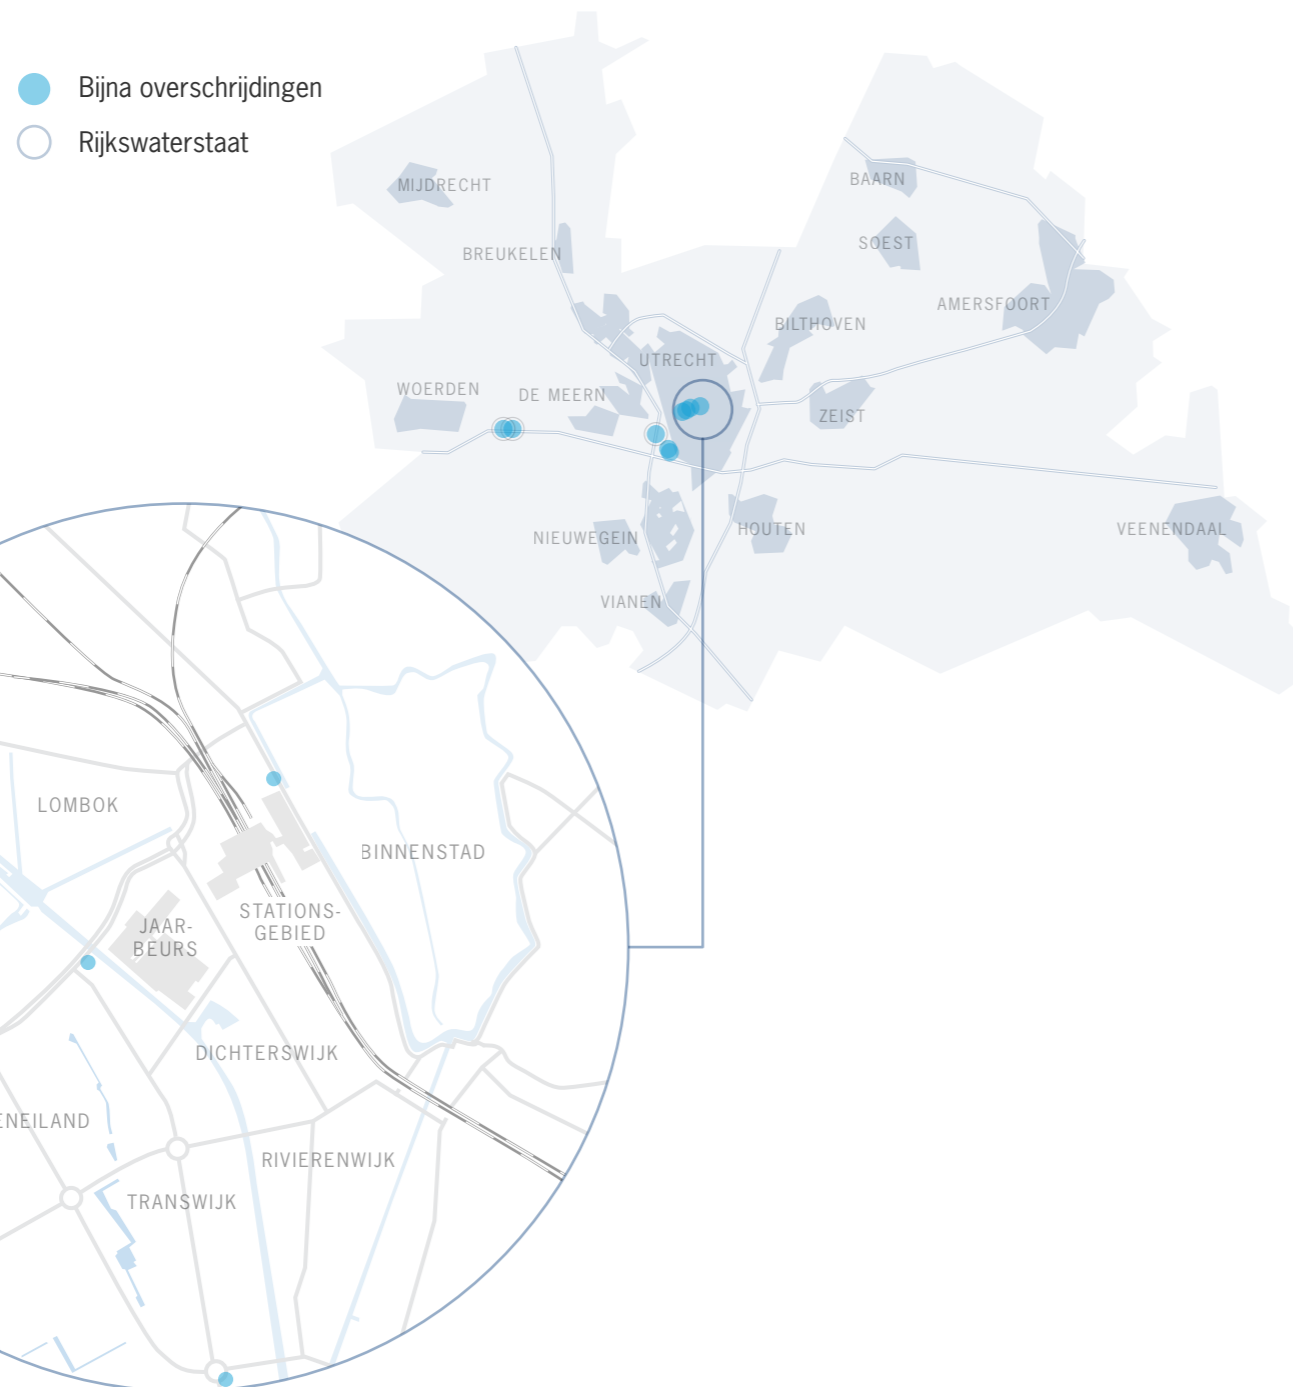 Bijna overschrijdingen
Rijkswaterstaat
MIJDRECHT
BAARN
BREUKELEN
SOEST
AMERSFOORT
BILTHOVEN
UTRECHT
WOERDEN
DE MEERN
ZEIST
NIEUWEGEIN
HOUTEN
VEENENDAAL
VIANEN
LOMBOK
BINNENSTAD
STATIONS-
GEBIED
JAAR-
BEURS
DICHTERSWIJK
ENEILAND
RIVIERENWIJK
TRANSWIJK